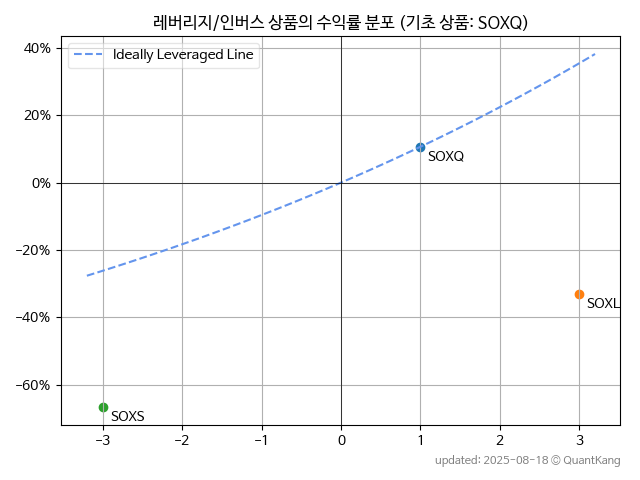 레버리지/인버스 상품의 수익률 분포 (기초 상품: SOXQ)
40%
Ideally Leveraged Line
20%
SOXQ
0%
−20%
SOXL
−40%
−60%
SOXS
−3 −2 −1 0 1 2 3
updated: 2025-08-18 © QuantKang